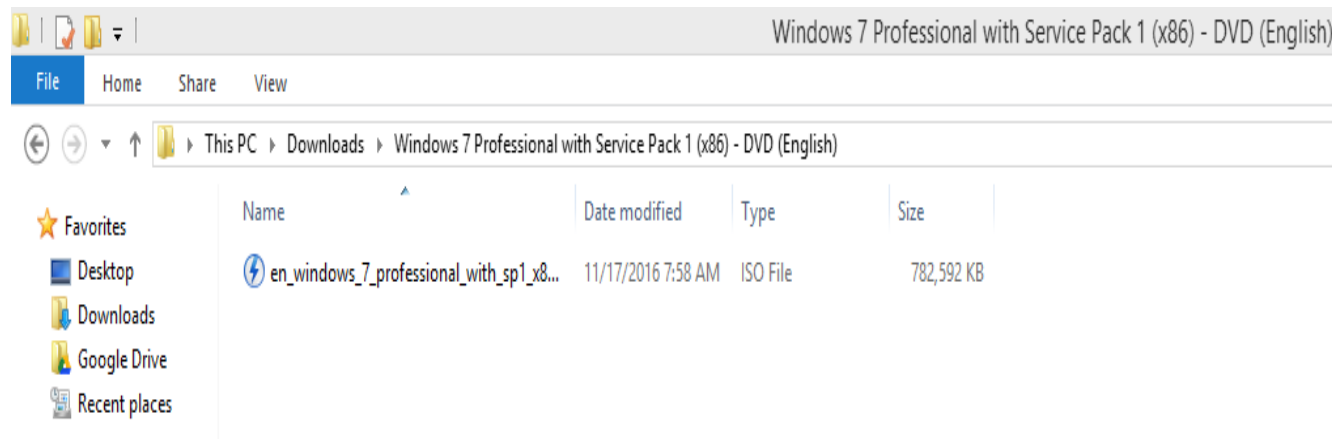 Windows 7 Professional with Service Pack 1 (x86) - DVD (English)
File Home Share View
This PC Downloads Windows 7 Professional with Service Pack 1 (x86) - DVD (English)
Favorites
Desktop
Downloads
Google Drive
Recent places
Name Date modified Type Size
en_windows_7_professional_with_sp1_x8... 11/17/2016 7:58 AM ISO File 782,592 KB